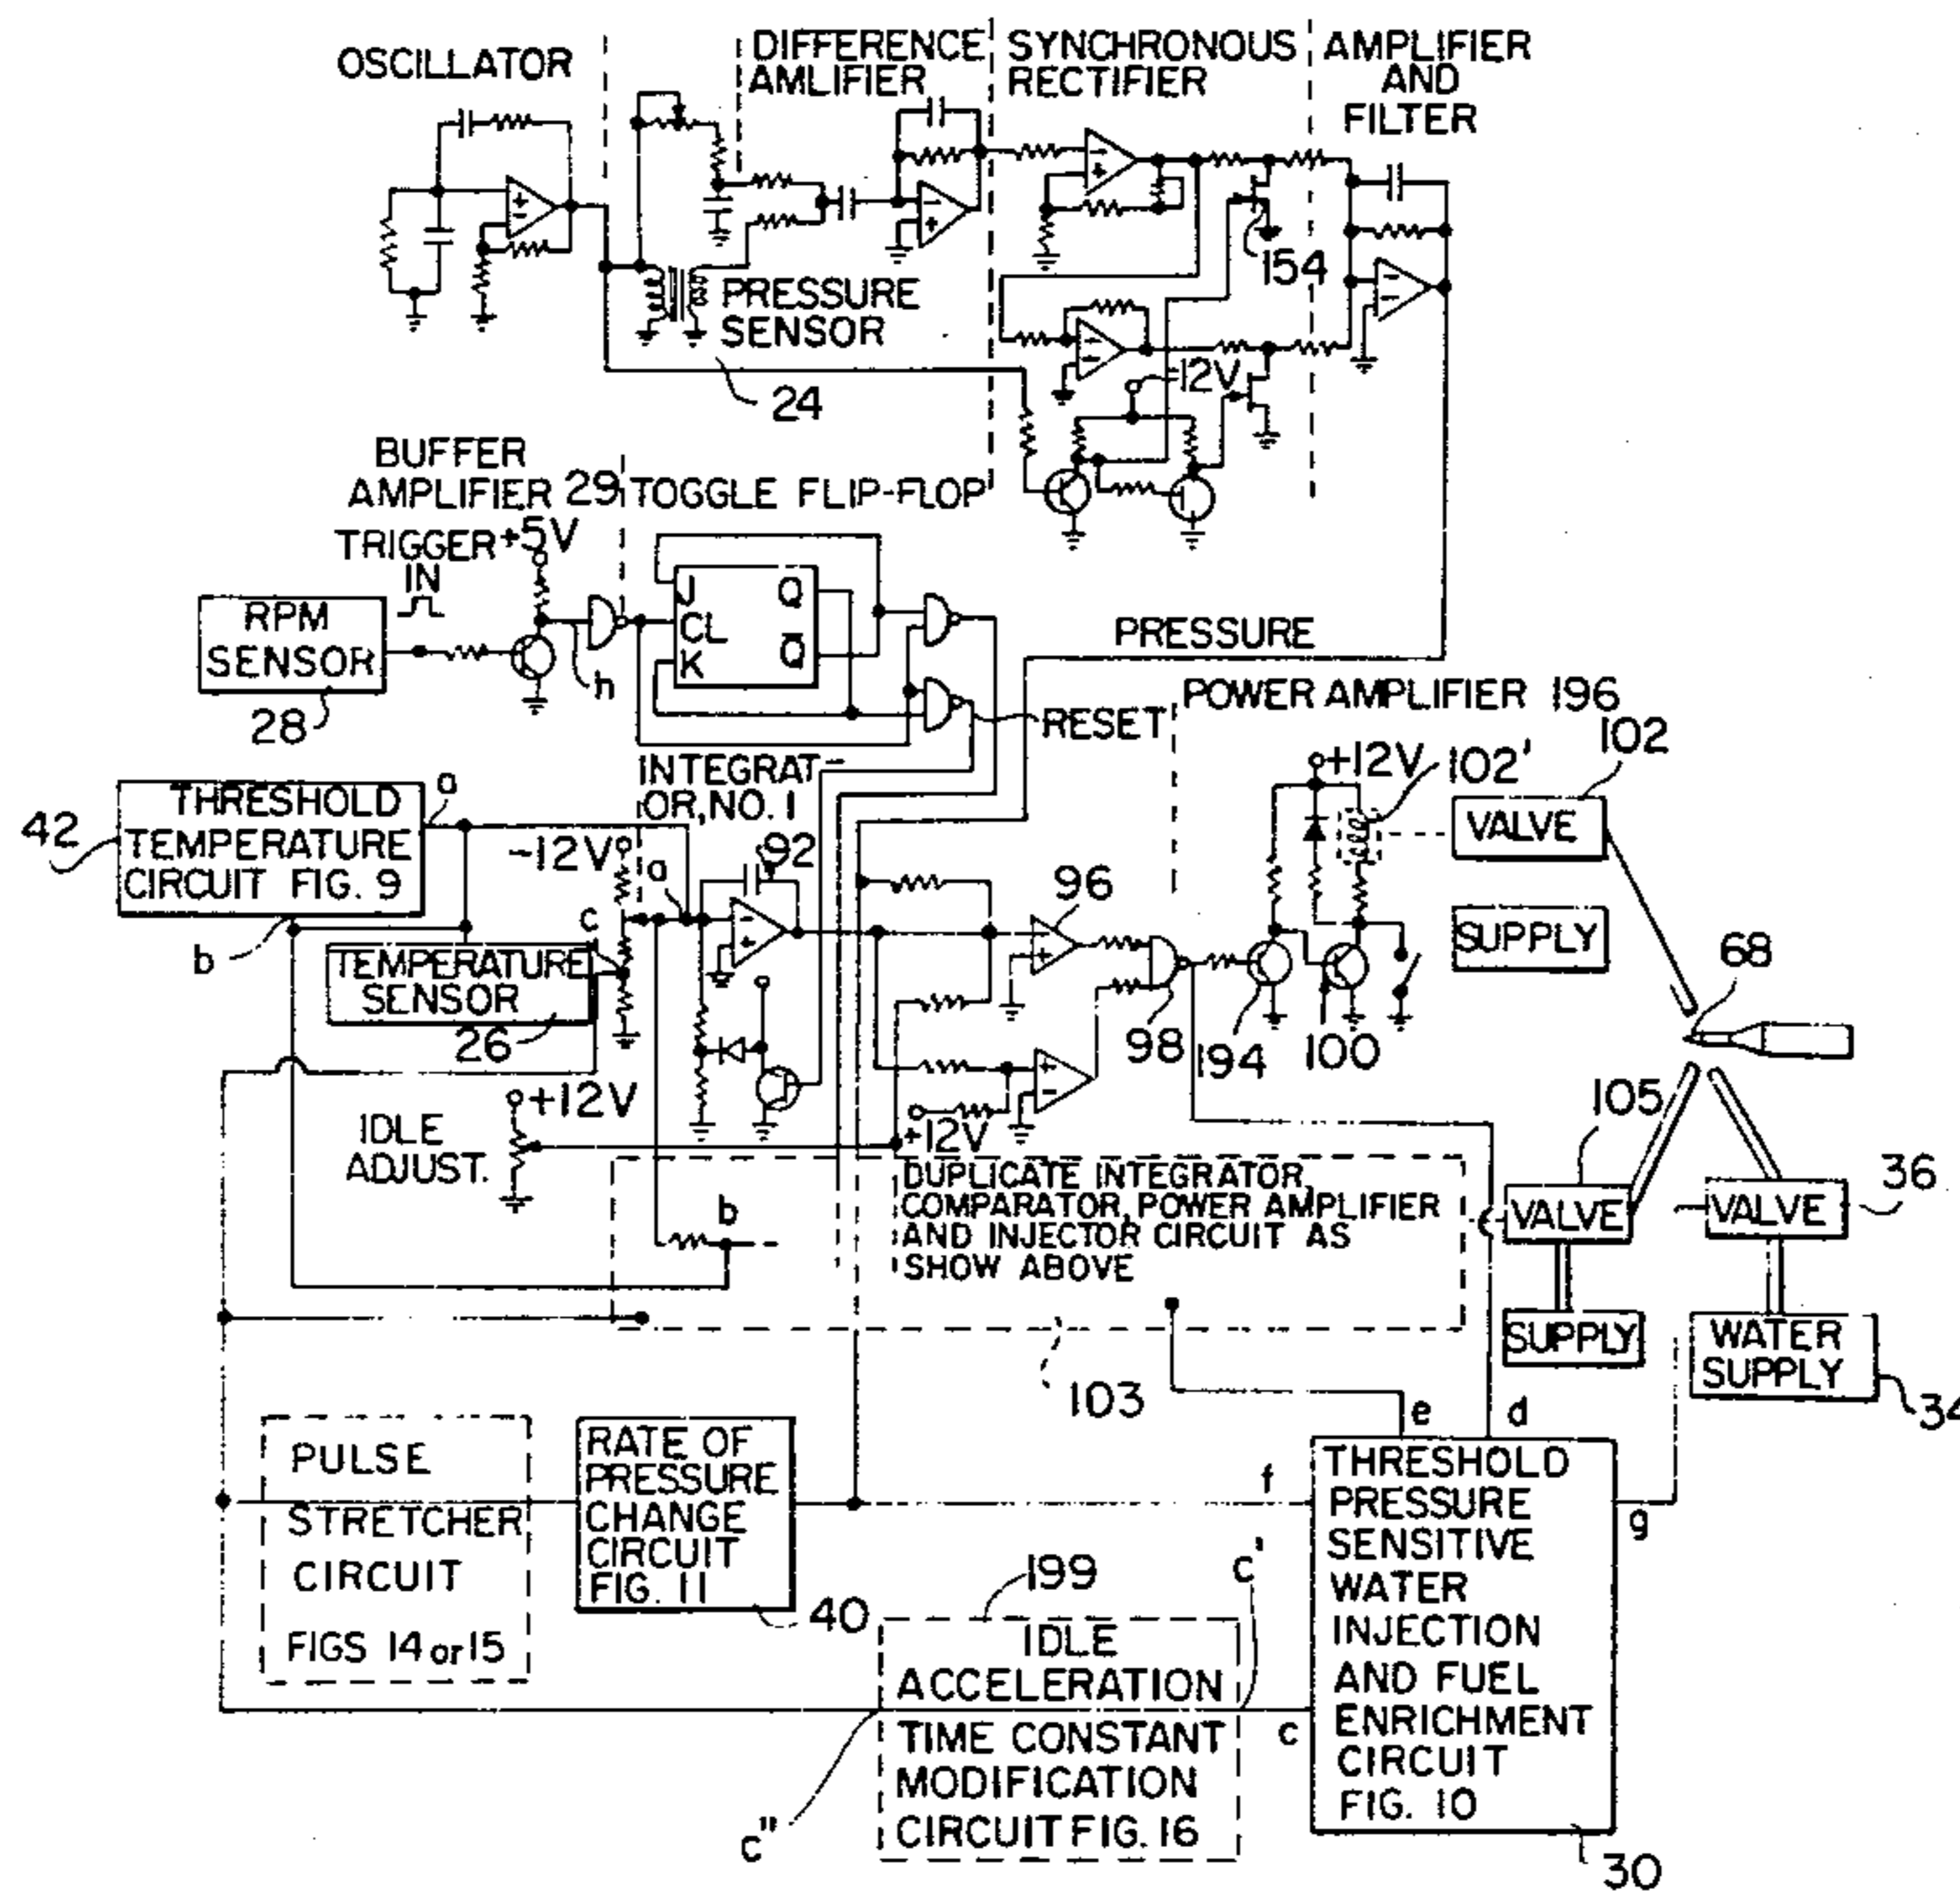 OSCILLATOR
DIFFERENCE
AMLIFIER
SYNCHRONOUS
RECTIFIER
AMPLIFIER
AND
FILTER
PRESSURE
SENSOR
24
154
12V
BUFFER
AMPLIFIER 29
TOGGLE FLIP-FLOP
TRIGGER
IN
+5V
RPM
SENSOR
28
h
J
CL
K
Q
Q̅
PRESSURE
RESET
POWER AMPLIFIER 196
INTEGRAT-
OR, NO. 1
+12V
102'
102
VALVE
SUPPLY
42
THRESHOLD
TEMPERATURE
CIRCUIT FIG. 9
a
b
-12V
a
c
92
96
98
194
100
68
TEMPERATURE
SENSOR
26
+12V
IDLE
ADJUST.
+12V
105
VALVE
SUPPLY
36
VALVE
WATER
SUPPLY
34
b
DUPLICATE INTEGRATOR,
COMPARATOR, POWER AMPLIFIER
AND INJECTOR CIRCUIT AS
SHOW ABOVE
103
PULSE
STRETCHER
CIRCUIT
FIGS 14 or 15
RATE OF
PRESSURE
CHANGE
CIRCUIT
FIG. 11
40
199
IDLE
ACCELERATION
TIME CONSTANT
MODIFICATION
CIRCUIT FIG. 16
c"
c'
c
e
d
f
g
THRESHOLD
PRESSURE
SENSITIVE
WATER
INJECTION
AND FUEL
ENRICHMENT
CIRCUIT
FIG. 10
30